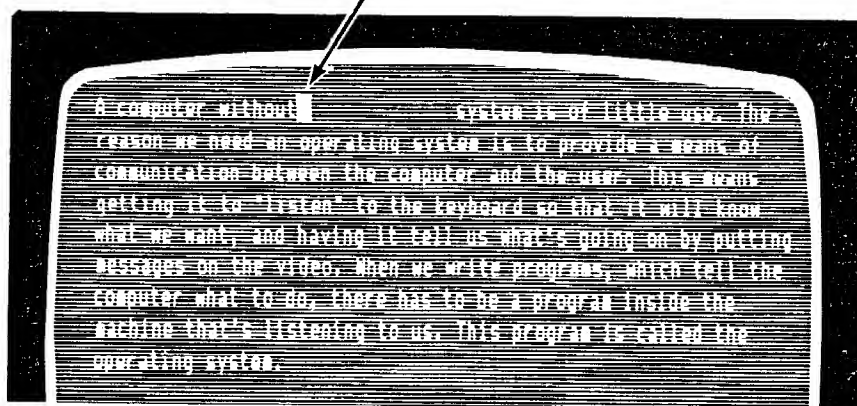 A computer without system is of little use. The
reason we need an operating system is to provide a means of
communication between the computer and the user. This means
getting it to "listen" to the keyboard so that it will know
what we want, and having it tell us what's going on by putting
messages on the video. When we write programs, which tell the
computer what to do, there has to be a program inside the
machine that's listening to us. This program is called the
operating system.